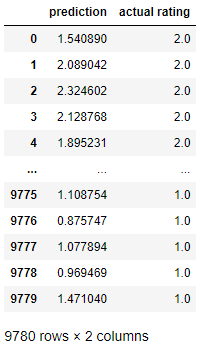 prediction actual rating
0 1.540890 2.0
1 2.089042 2.0
2 2.324602 2.0
3 2.128768 2.0
4 1.895231 2.0
... ... ...
9775 1.108754 1.0
9776 0.875747 1.0
9777 1.077894 1.0
9778 0.969469 1.0
9779 1.471040 1.0
9780 rows × 2 columns